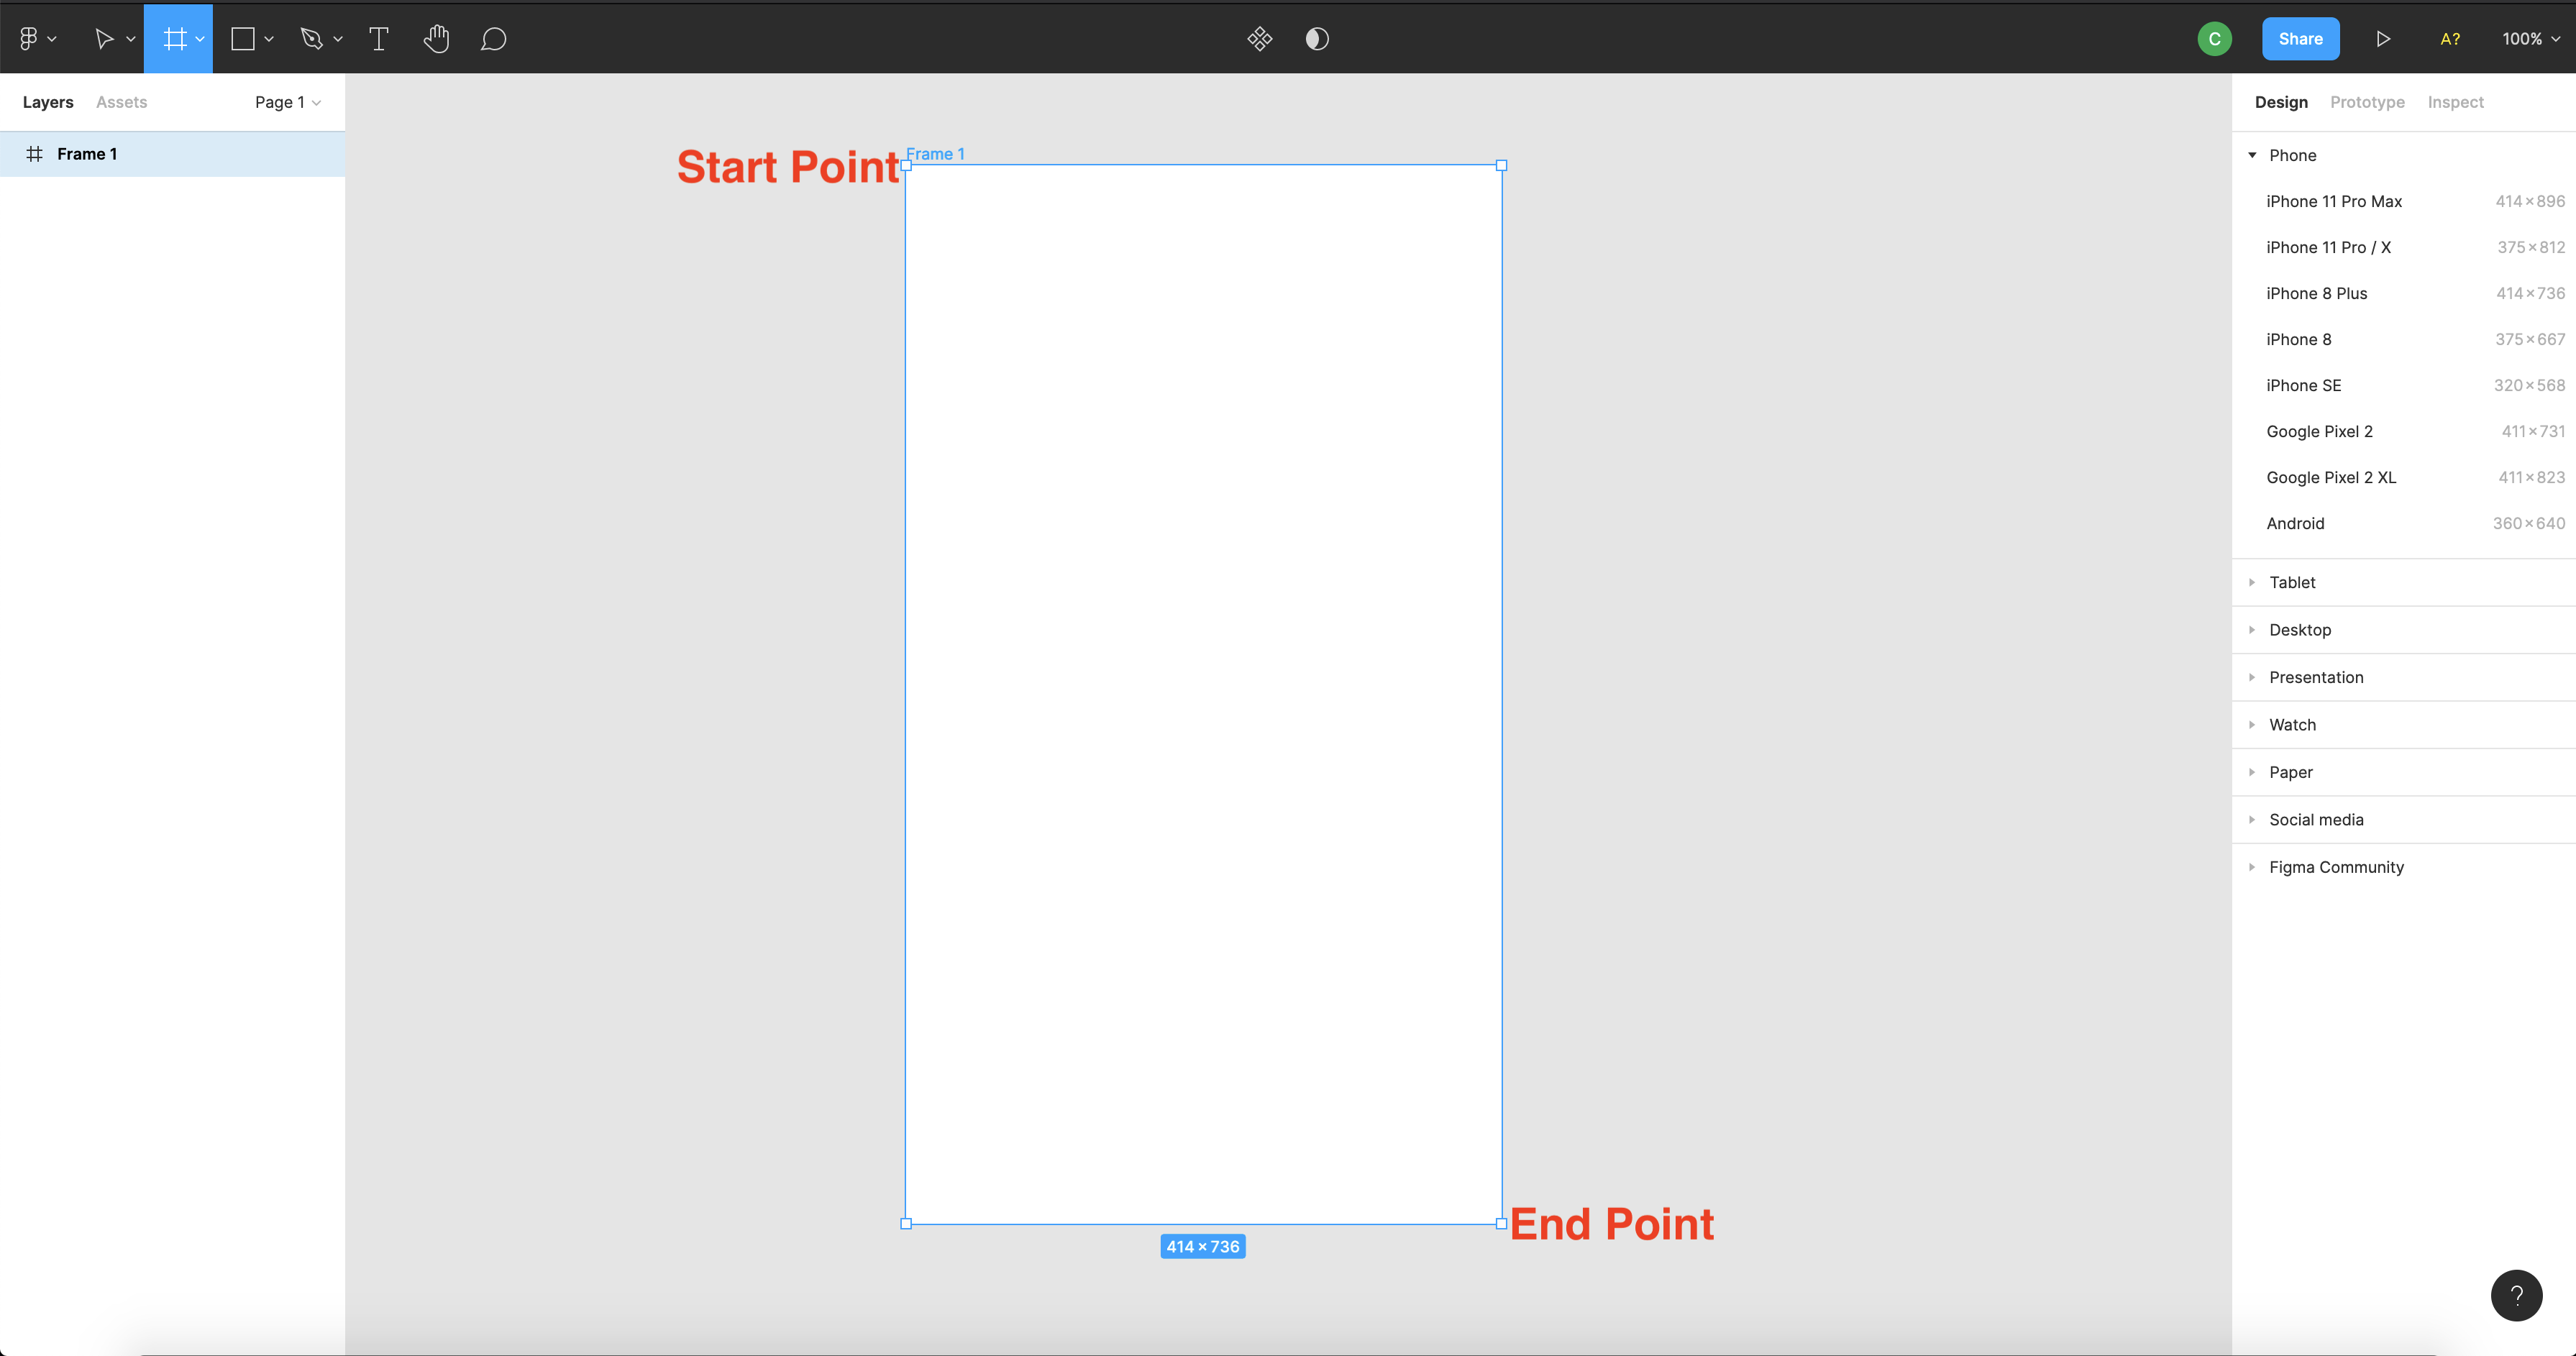 C
Share
A?
100%
Layers
Assets
Page 1
Frame 1
Start Point
Frame 1
414 × 736
End Point
Design
Prototype
Inspect
Phone
iPhone 11 Pro Max 414×896
iPhone 11 Pro / X 375×812
iPhone 8 Plus 414×736
iPhone 8 375×667
iPhone SE 320×568
Google Pixel 2 411×731
Google Pixel 2 XL 411×823
Android 360×640
Tablet
Desktop
Presentation
Watch
Paper
Social media
Figma Community
?